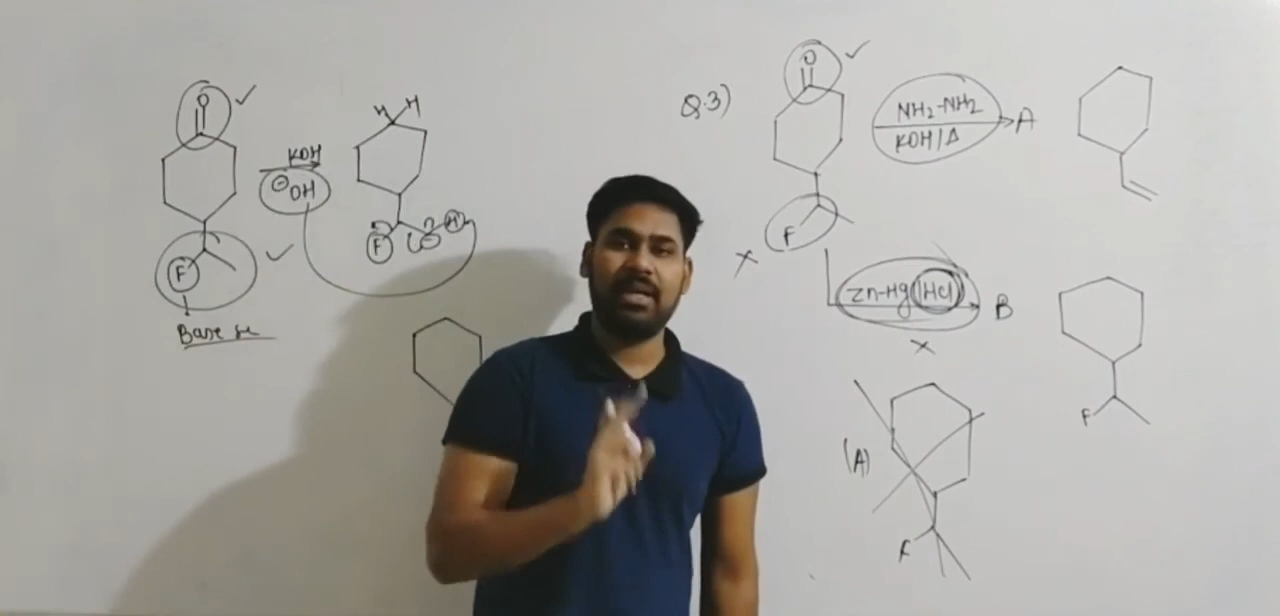 O
KOH
⊖OH
H H
F
F
H
Base
Q.3)
O
NH2-NH2
KOH/Δ
A
F
Zn-Hg/HCl
B
F
(A)
F